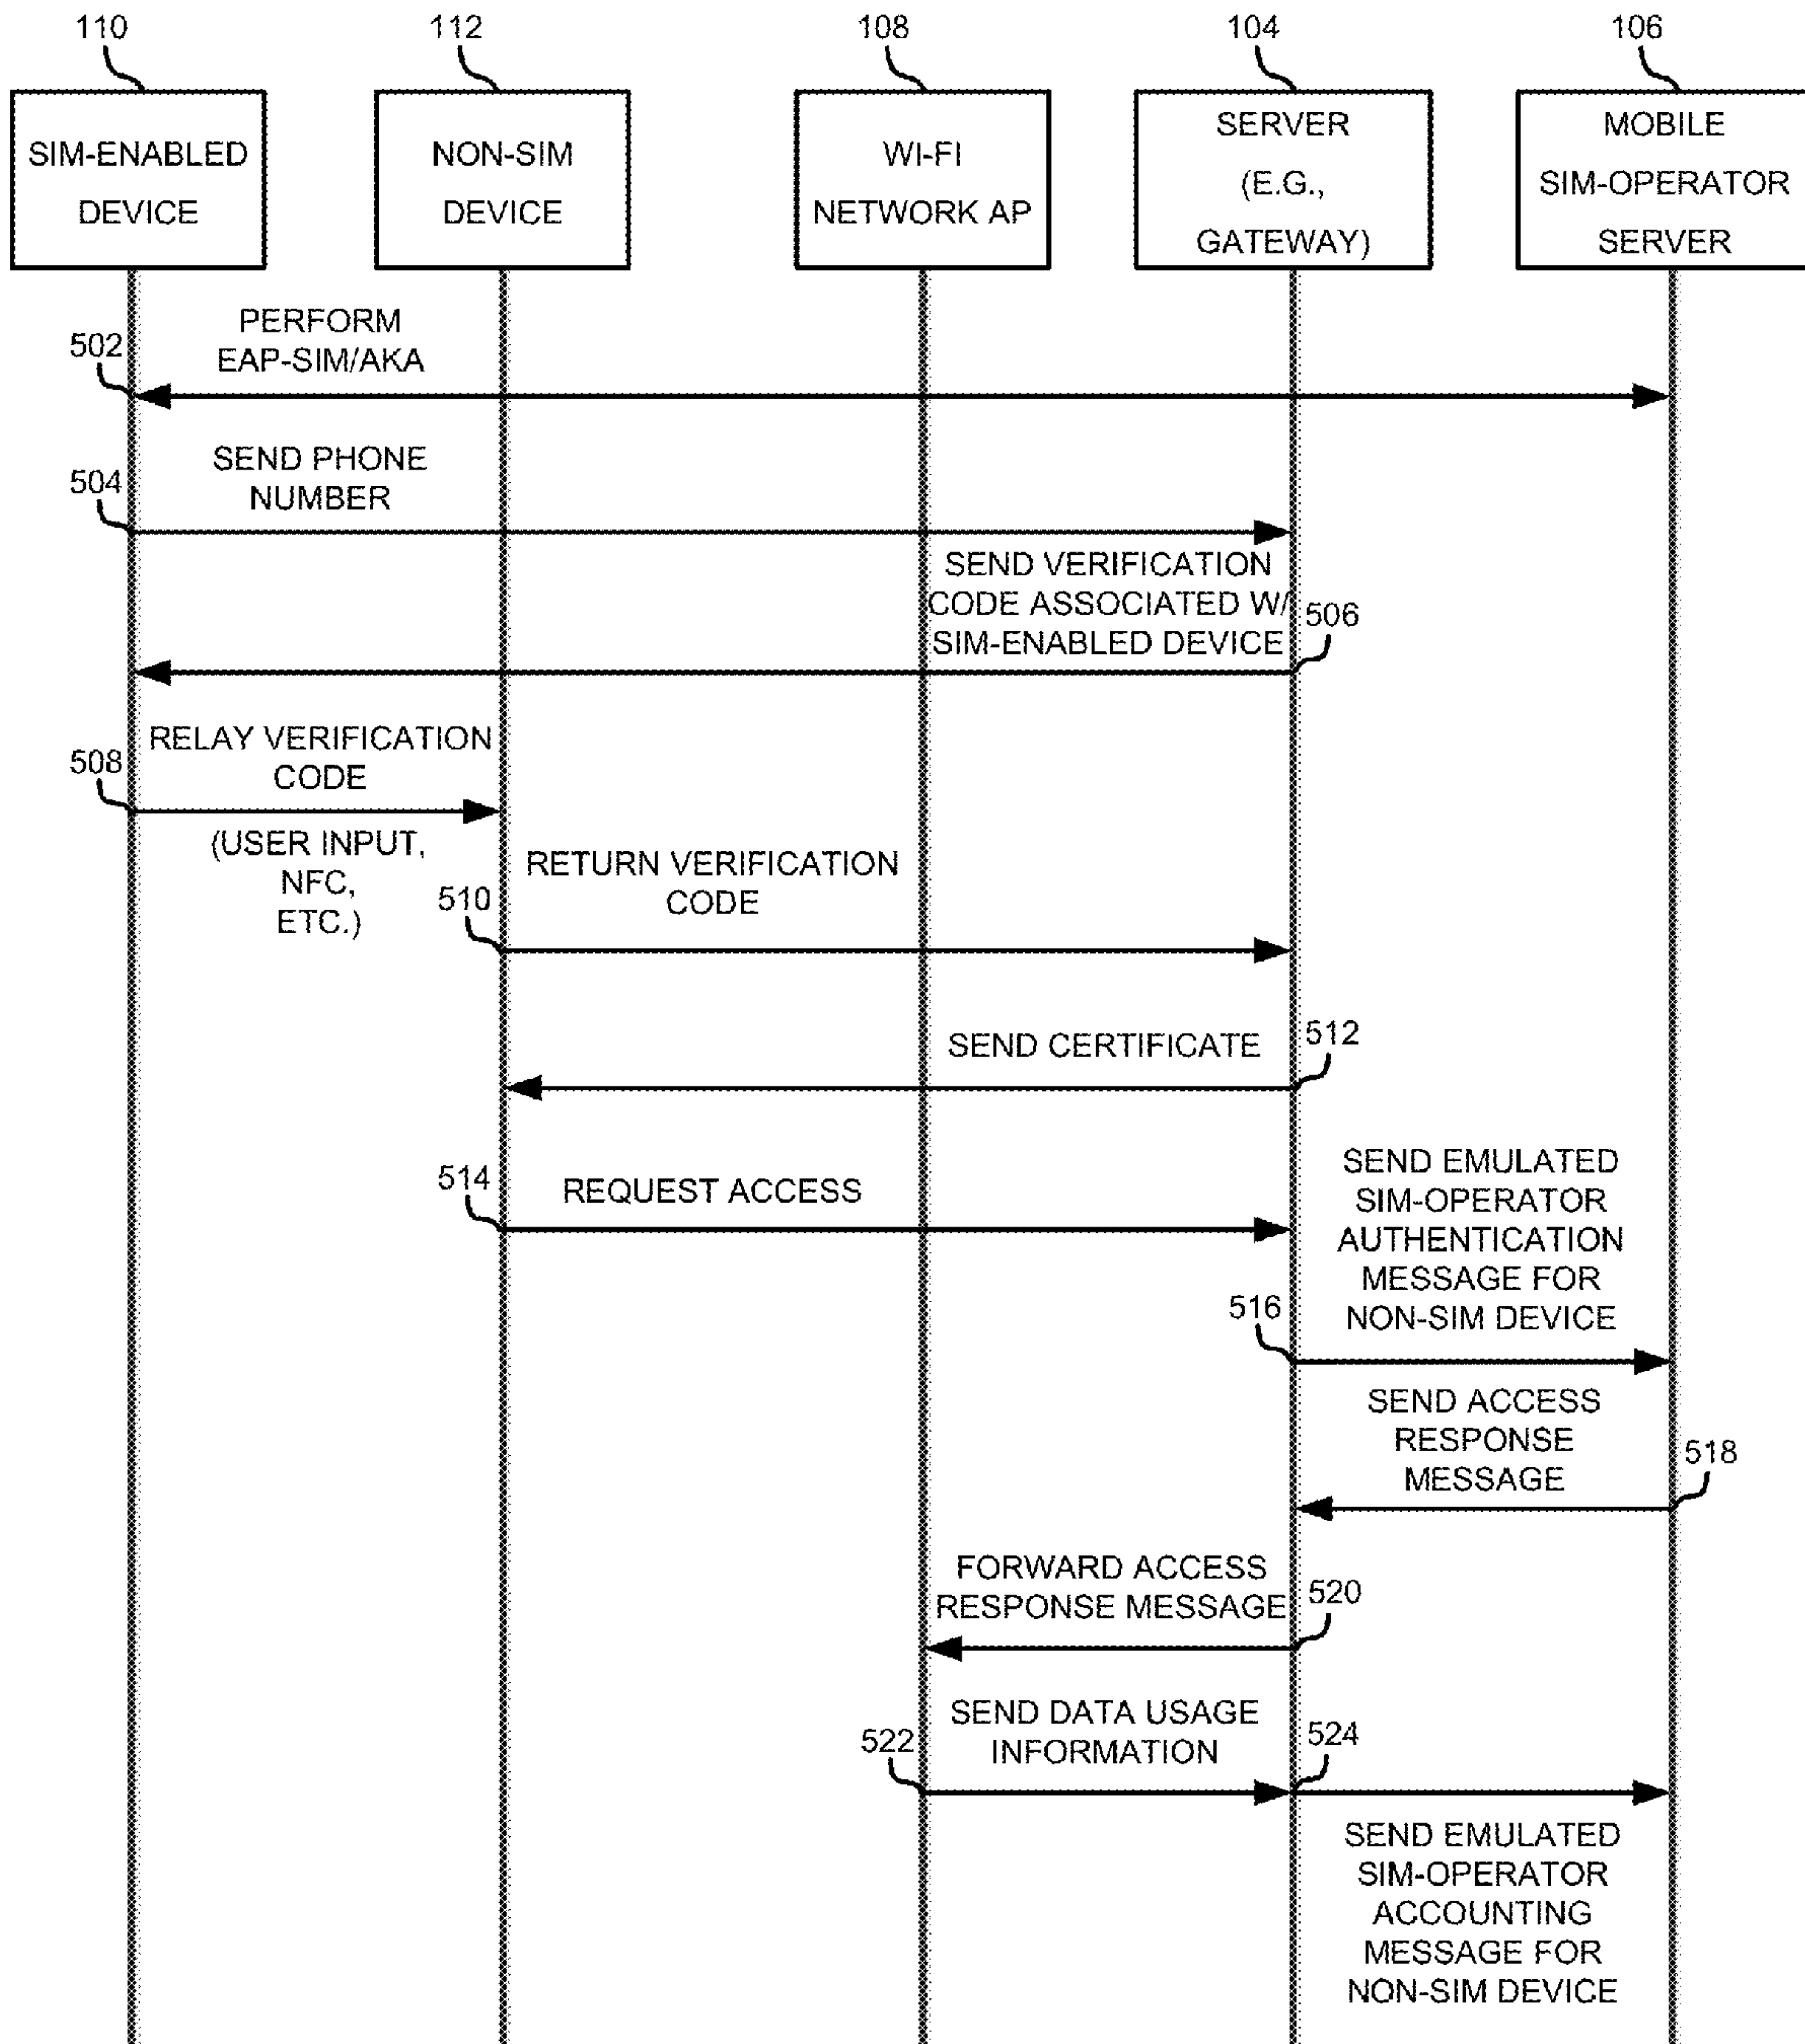 110
112
108
104
106
SIM-ENABLED
DEVICE
NON-SIM
DEVICE
WI-FI
NETWORK AP
SERVER
(E.G.,
GATEWAY)
MOBILE
SIM-OPERATOR
SERVER
502
PERFORM
EAP-SIM/AKA
504
SEND PHONE
NUMBER
SEND VERIFICATION
CODE ASSOCIATED W/
SIM-ENABLED DEVICE
506
508
RELAY VERIFICATION
CODE
(USER INPUT,
NFC,
ETC.)
510
RETURN VERIFICATION
CODE
SEND CERTIFICATE
512
514
REQUEST ACCESS
516
SEND EMULATED
SIM-OPERATOR
AUTHENTICATION
MESSAGE FOR
NON-SIM DEVICE
SEND ACCESS
RESPONSE
MESSAGE
518
FORWARD ACCESS
RESPONSE MESSAGE
520
522
SEND DATA USAGE
INFORMATION
524
SEND EMULATED
SIM-OPERATOR
ACCOUNTING
MESSAGE FOR
NON-SIM DEVICE